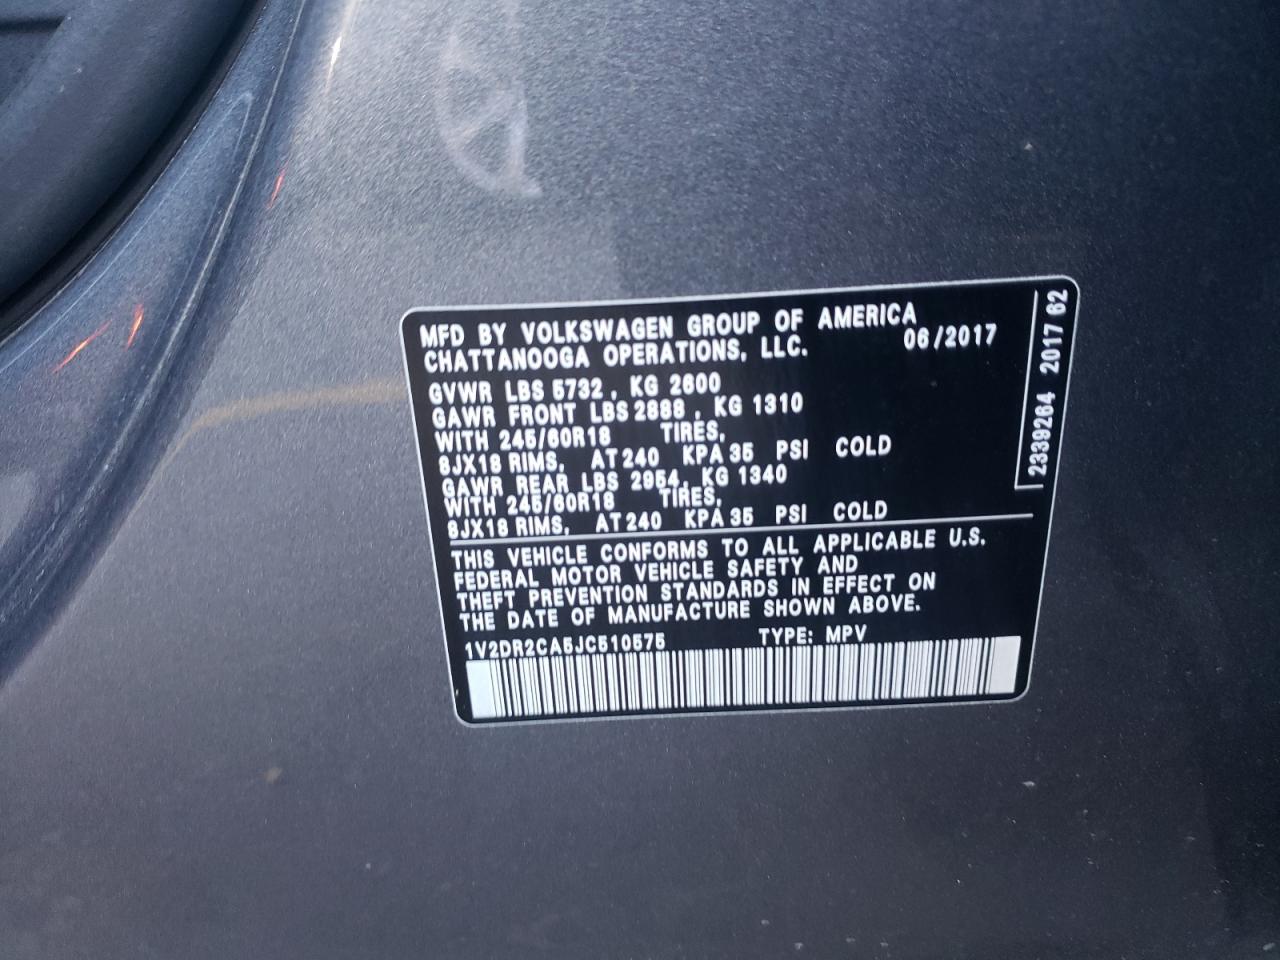 MFD BY VOLKSWAGEN GROUP OF AMERICA
CHATTANOOGA OPERATIONS, LLC. 06/2017
GVWR LBS 5732, KG 2600
GAWR FRONT LBS 2888, KG 1310
WITH 245/60R18 TIRES,
8JX18 RIMS, AT 240 KPA 35 PSI COLD
GAWR REAR LBS 2954, KG 1340
WITH 245/60R18 TIRES,
8JX18 RIMS, AT 240 KPA 35 PSI COLD
THIS VEHICLE CONFORMS TO ALL APPLICABLE U.S.
FEDERAL MOTOR VEHICLE SAFETY AND
THEFT PREVENTION STANDARDS IN EFFECT ON
THE DATE OF MANUFACTURE SHOWN ABOVE.
1V2DR2CA5JC510575 TYPE: MPV
2339264 2017 62